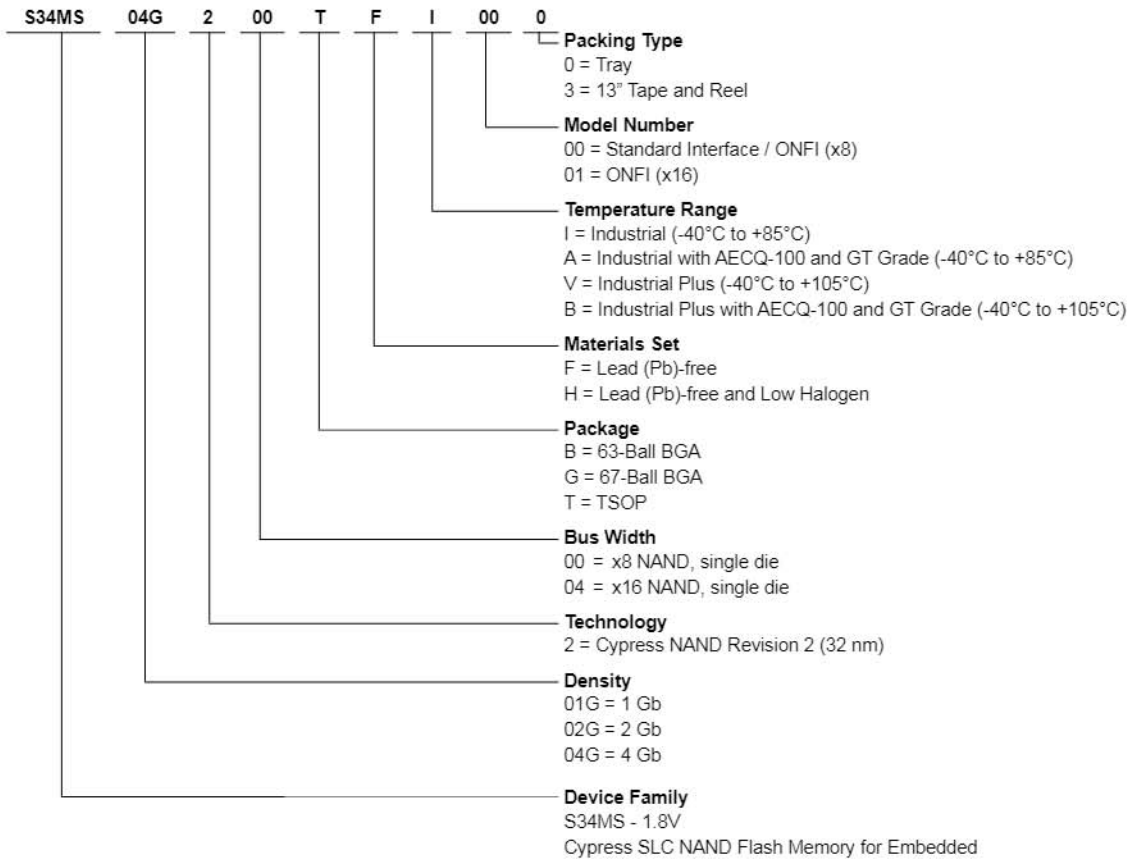 S34MS 04G 2 00 T F I 00 0
Packing Type
0 = Tray
3 = 13” Tape and Reel
Model Number
00 = Standard Interface / ONFI (x8)
01 = ONFI (x16)
Temperature Range
I = Industrial (-40°C to +85°C)
A = Industrial with AECQ-100 and GT Grade (-40°C to +85°C)
V = Industrial Plus (-40°C to +105°C)
B = Industrial Plus with AECQ-100 and GT Grade (-40°C to +105°C)
Materials Set
F = Lead (Pb)-free
H = Lead (Pb)-free and Low Halogen
Package
B = 63-Ball BGA
G = 67-Ball BGA
T = TSOP
Bus Width
00 = x8 NAND, single die
04 = x16 NAND, single die
Technology
2 = Cypress NAND Revision 2 (32 nm)
Density
01G = 1 Gb
02G = 2 Gb
04G = 4 Gb
Device Family
S34MS - 1.8V
Cypress SLC NAND Flash Memory for Embedded